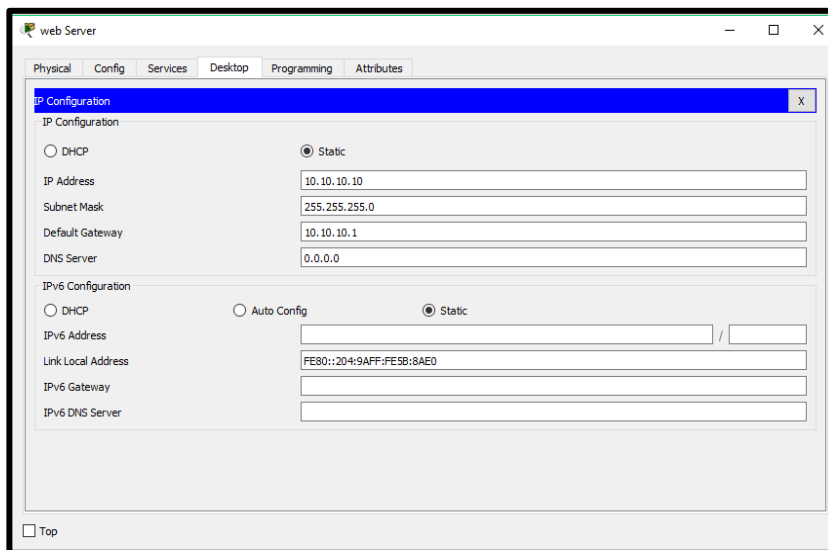 web Server
Physical Config Services Desktop Programming Attributes
IP Configuration X
IP Configuration
DHCP Static
IP Address 10.10.10.10
Subnet Mask 255.255.255.0
Default Gateway 10.10.10.1
DNS Server 0.0.0.0
IPv6 Configuration
DHCP Auto Config Static
IPv6 Address /
Link Local Address FE80::204:9AFF:FE5B:8AE0
IPv6 Gateway
IPv6 DNS Server
Top